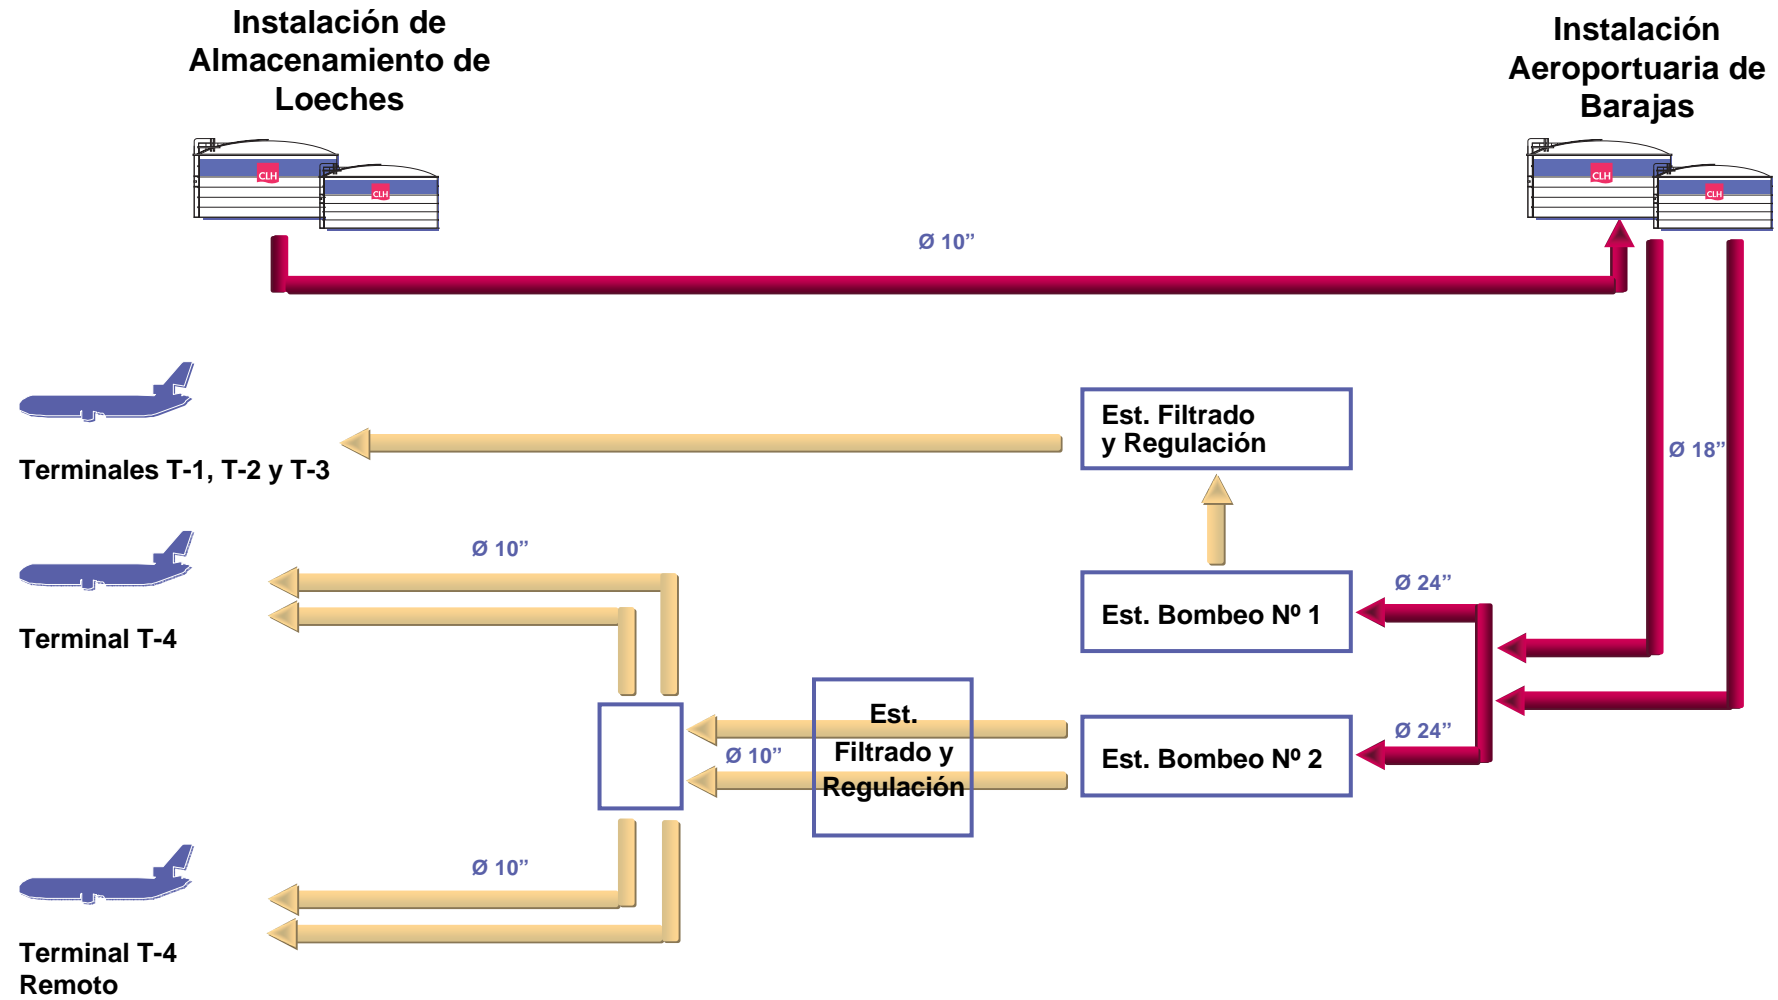 Instalación de
Almacenamiento de
Loeches
Instalación
Aeroportuaria de
Barajas
CLH
CLH
CLH
CLH
Ø 10”
Est. Filtrado
y Regulación
Ø 18”
Terminales T-1, T-2 y T-3
Ø 10”
Ø 24”
Est. Bombeo Nº 1
Terminal T-4
Est.
Filtrado y
Regulación
Ø 10”
Ø 24”
Est. Bombeo Nº 2
Ø 10”
Terminal T-4
Remoto